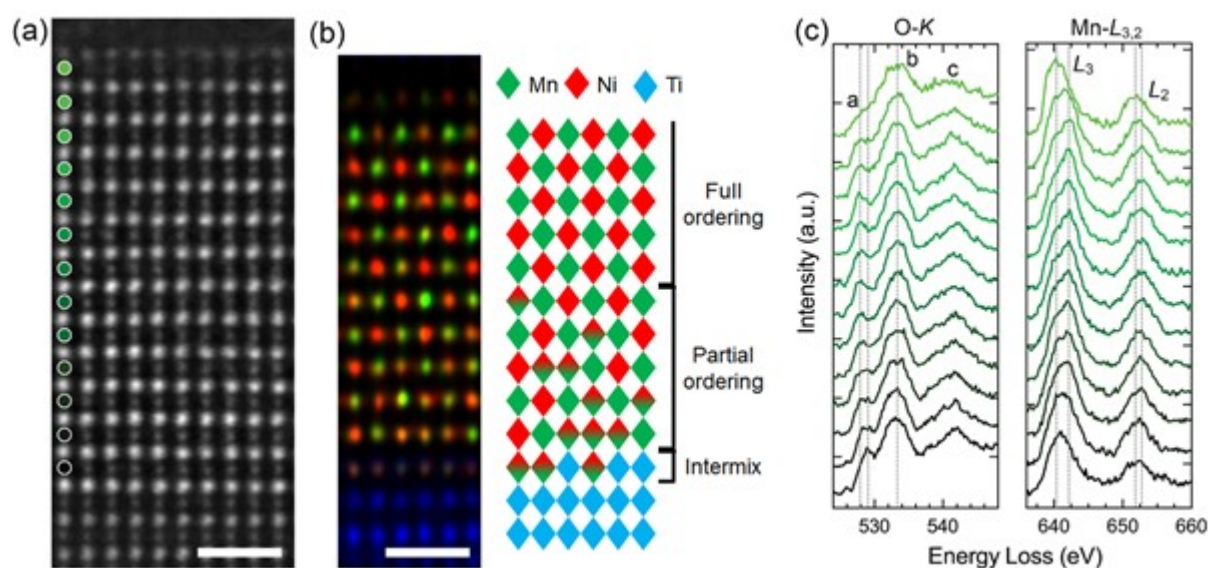 (a)
(b)
Mn Ni Ti
Full
ordering
Partial
ordering
Intermix
(c)
O-K
Mn-L3,2
a
b
c
L3
L2
Intensity (a.u.)
530 540
640 650 660
Energy Loss (eV)